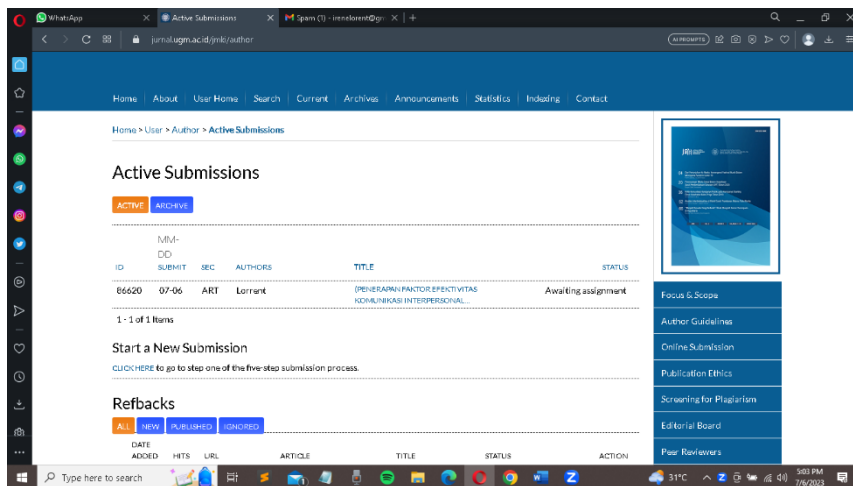 WhatsApp
Active Submissions
Spam (1) - irenelorent@gm
jurnal.ugm.ac.id/jmki/author
AI PROMPTS
Home About User Home Search Current Archives Announcements Statistics Indexing Contact
Home > User > Author > Active Submissions
Active Submissions
ACTIVE ARCHIVE
MM-
DD
ID SUBMIT SEC AUTHORS TITLE STATUS
86620 07-06 ART Lorrent (PENERAPAN FAKTOR EFEKTIVITAS Awaiting assignment
KOMUNIKASI INTERPERSONAL...
1 - 1 of 1 Items
Start a New Submission
CLICK HERE to go to step one of the five-step submission process.
Refbacks
ALL NEW PUBLISHED IGNORED
DATE
ADDED HITS URL ARTICLE TITLE STATUS ACTION
Focus & Scope
Author Guidelines
Online Submission
Publication Ethics
Screening for Plagiarism
Editorial Board
Peer Reviewers
Type here to search
31°C
5:03 PM
7/6/2023